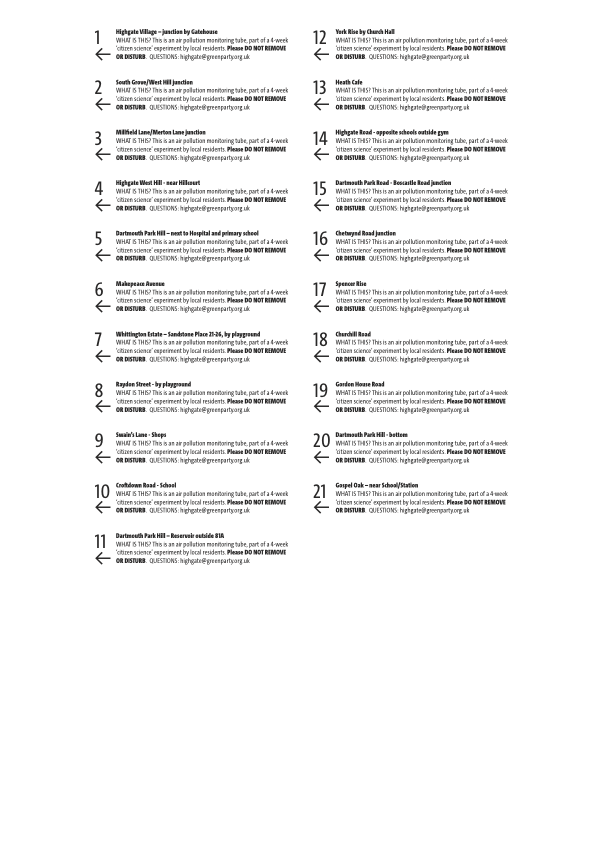 1
Highgate Village – junction by Gatehouse
WHAT IS THIS? This is an air pollution monitoring tube, part of a 4-week
'citizen science' experiment by local residents. Please DO NOT REMOVE
OR DISTURB. QUESTIONS: highgate@greenparty.org.uk
2
South Grove/West Hill junction
WHAT IS THIS? This is an air pollution monitoring tube, part of a 4-week
'citizen science' experiment by local residents. Please DO NOT REMOVE
OR DISTURB. QUESTIONS: highgate@greenparty.org.uk
3
Millfield Lane/Merton Lane junction
WHAT IS THIS? This is an air pollution monitoring tube, part of a 4-week
'citizen science' experiment by local residents. Please DO NOT REMOVE
OR DISTURB. QUESTIONS: highgate@greenparty.org.uk
4
Highgate West Hill - near Hillcourt
WHAT IS THIS? This is an air pollution monitoring tube, part of a 4-week
'citizen science' experiment by local residents. Please DO NOT REMOVE
OR DISTURB. QUESTIONS: highgate@greenparty.org.uk
5
Dartmouth Park Hill – next to Hospital and primary school
WHAT IS THIS? This is an air pollution monitoring tube, part of a 4-week
'citizen science' experiment by local residents. Please DO NOT REMOVE
OR DISTURB. QUESTIONS: highgate@greenparty.org.uk
6
Makepeace Avenue
WHAT IS THIS? This is an air pollution monitoring tube, part of a 4-week
'citizen science' experiment by local residents. Please DO NOT REMOVE
OR DISTURB. QUESTIONS: highgate@greenparty.org.uk
7
Whittington Estate – Sandstone Place 21-26, by playground
WHAT IS THIS? This is an air pollution monitoring tube, part of a 4-week
'citizen science' experiment by local residents. Please DO NOT REMOVE
OR DISTURB. QUESTIONS: highgate@greenparty.org.uk
8
Raydon Street - by playground
WHAT IS THIS? This is an air pollution monitoring tube, part of a 4-week
'citizen science' experiment by local residents. Please DO NOT REMOVE
OR DISTURB. QUESTIONS: highgate@greenparty.org.uk
9
Swain's Lane - Shops
WHAT IS THIS? This is an air pollution monitoring tube, part of a 4-week
'citizen science' experiment by local residents. Please DO NOT REMOVE
OR DISTURB. QUESTIONS: highgate@greenparty.org.uk
10
Croftdown Road - School
WHAT IS THIS? This is an air pollution monitoring tube, part of a 4-week
'citizen science' experiment by local residents. Please DO NOT REMOVE
OR DISTURB. QUESTIONS: highgate@greenparty.org.uk
11
Dartmouth Park Hill – Reservoir outside 81A
WHAT IS THIS? This is an air pollution monitoring tube, part of a 4-week
'citizen science' experiment by local residents. Please DO NOT REMOVE
OR DISTURB. QUESTIONS: highgate@greenparty.org.uk
12
York Rise by Church Hall
WHAT IS THIS? This is an air pollution monitoring tube, part of a 4-week
'citizen science' experiment by local residents. Please DO NOT REMOVE
OR DISTURB. QUESTIONS: highgate@greenparty.org.uk
13
Heath Cafe
WHAT IS THIS? This is an air pollution monitoring tube, part of a 4-week
'citizen science' experiment by local residents. Please DO NOT REMOVE
OR DISTURB. QUESTIONS: highgate@greenparty.org.uk
14
Highgate Road - opposite schools outside gym
WHAT IS THIS? This is an air pollution monitoring tube, part of a 4-week
'citizen science' experiment by local residents. Please DO NOT REMOVE
OR DISTURB. QUESTIONS: highgate@greenparty.org.uk
15
Dartmouth Park Road - Boscastle Road junction
WHAT IS THIS? This is an air pollution monitoring tube, part of a 4-week
'citizen science' experiment by local residents. Please DO NOT REMOVE
OR DISTURB. QUESTIONS: highgate@greenparty.org.uk
16
Chetwynd Road junction
WHAT IS THIS? This is an air pollution monitoring tube, part of a 4-week
'citizen science' experiment by local residents. Please DO NOT REMOVE
OR DISTURB. QUESTIONS: highgate@greenparty.org.uk
17
Spencer Rise
WHAT IS THIS? This is an air pollution monitoring tube, part of a 4-week
'citizen science' experiment by local residents. Please DO NOT REMOVE
OR DISTURB. QUESTIONS: highgate@greenparty.org.uk
18
Churchill Road
WHAT IS THIS? This is an air pollution monitoring tube, part of a 4-week
'citizen science' experiment by local residents. Please DO NOT REMOVE
OR DISTURB. QUESTIONS: highgate@greenparty.org.uk
19
Gordon House Road
WHAT IS THIS? This is an air pollution monitoring tube, part of a 4-week
'citizen science' experiment by local residents. Please DO NOT REMOVE
OR DISTURB. QUESTIONS: highgate@greenparty.org.uk
20
Dartmouth Park Hill - bottom
WHAT IS THIS? This is an air pollution monitoring tube, part of a 4-week
'citizen science' experiment by local residents. Please DO NOT REMOVE
OR DISTURB. QUESTIONS: highgate@greenparty.org.uk
21
Gospel Oak – near School/Station
WHAT IS THIS? This is an air pollution monitoring tube, part of a 4-week
'citizen science' experiment by local residents. Please DO NOT REMOVE
OR DISTURB. QUESTIONS: highgate@greenparty.org.uk